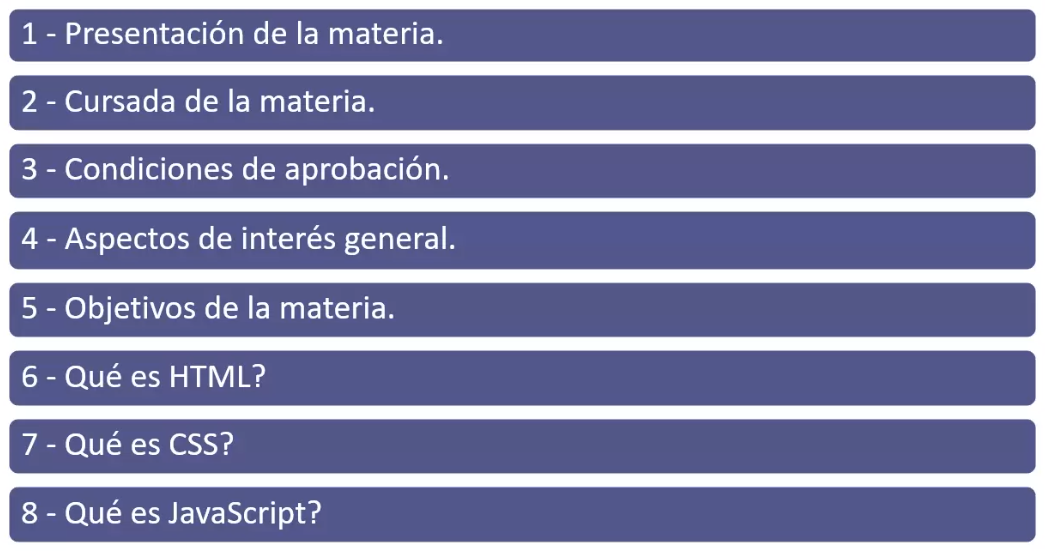 1 - Presentación de la materia.
2 - Cursada de la materia.
3 - Condiciones de aprobación.
4 - Aspectos de interés general.
5 - Objetivos de la materia.
6 - Qué es HTML?
7 - Qué es CSS?
8 - Qué es JavaScript?